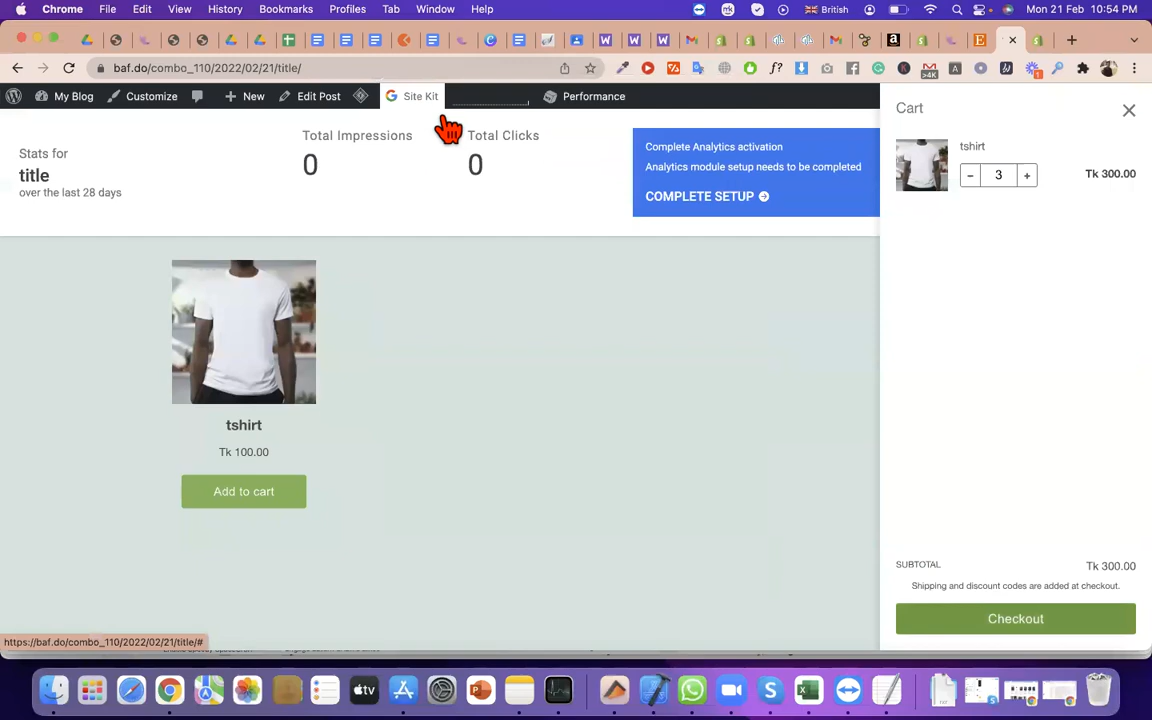 Chrome File Edit View History Bookmarks Profiles Tab Window Help British Mon 21 Feb 10:54 PM
baf.do/combo_110/2022/02/21/title/
My Blog Customize New Edit Post Site Kit Performance
Cart
Stats for
title
over the last 28 days
Total Impressions
0
Total Clicks
0
Complete Analytics activation
Analytics module setup needs to be completed
COMPLETE SETUP
tshirt
− 3 +
Tk 300.00
tshirt
Tk 100.00
Add to cart
SUBTOTAL Tk 300.00
Shipping and discount codes are added at checkout.
Checkout
https://baf.do/combo_110/2022/02/21/title/#